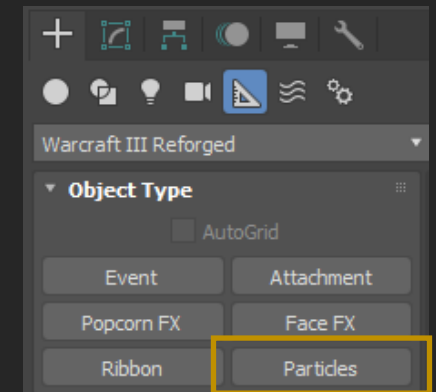 Warcraft III Reforged
Object Type
AutoGrid
Event Attachment
Popcorn FX Face FX
Ribbon Particles